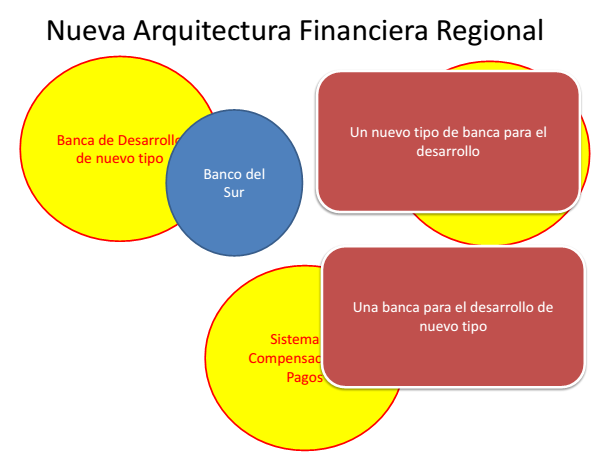 Nueva Arquitectura Financiera Regional
Banca de Desarrollo
de nuevo tipo
Banco del
Sur
Un nuevo tipo de banca para el
desarrollo
Una banca para el desarrollo de
nuevo tipo
Sistema
Pagos